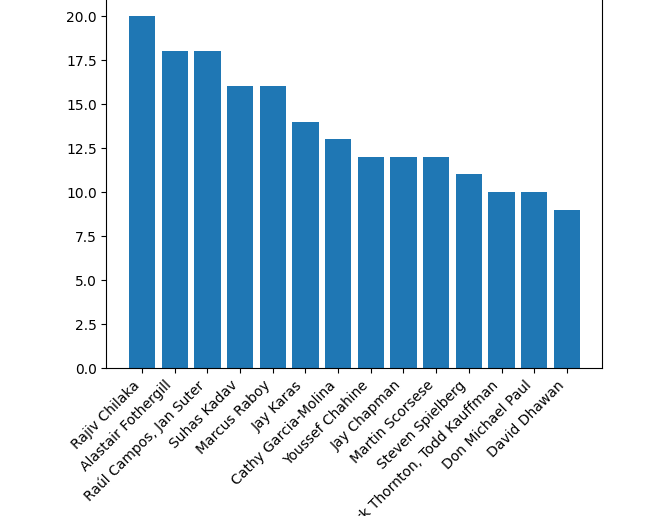 20.0
17.5
15.0
12.5
10.0
7.5
5.0
2.5
0.0
Rajiv Chilaka
Alastair Fothergill
Raúl Campos, Jan Suter
Suhas Kadav
Marcus Raboy
Jay Karas
Cathy Garcia-Molina
Youssef Chahine
Jay Chapman
Martin Scorsese
Steven Spielberg
Thornton, Todd Kauffman
Don Michael Paul
David Dhawan